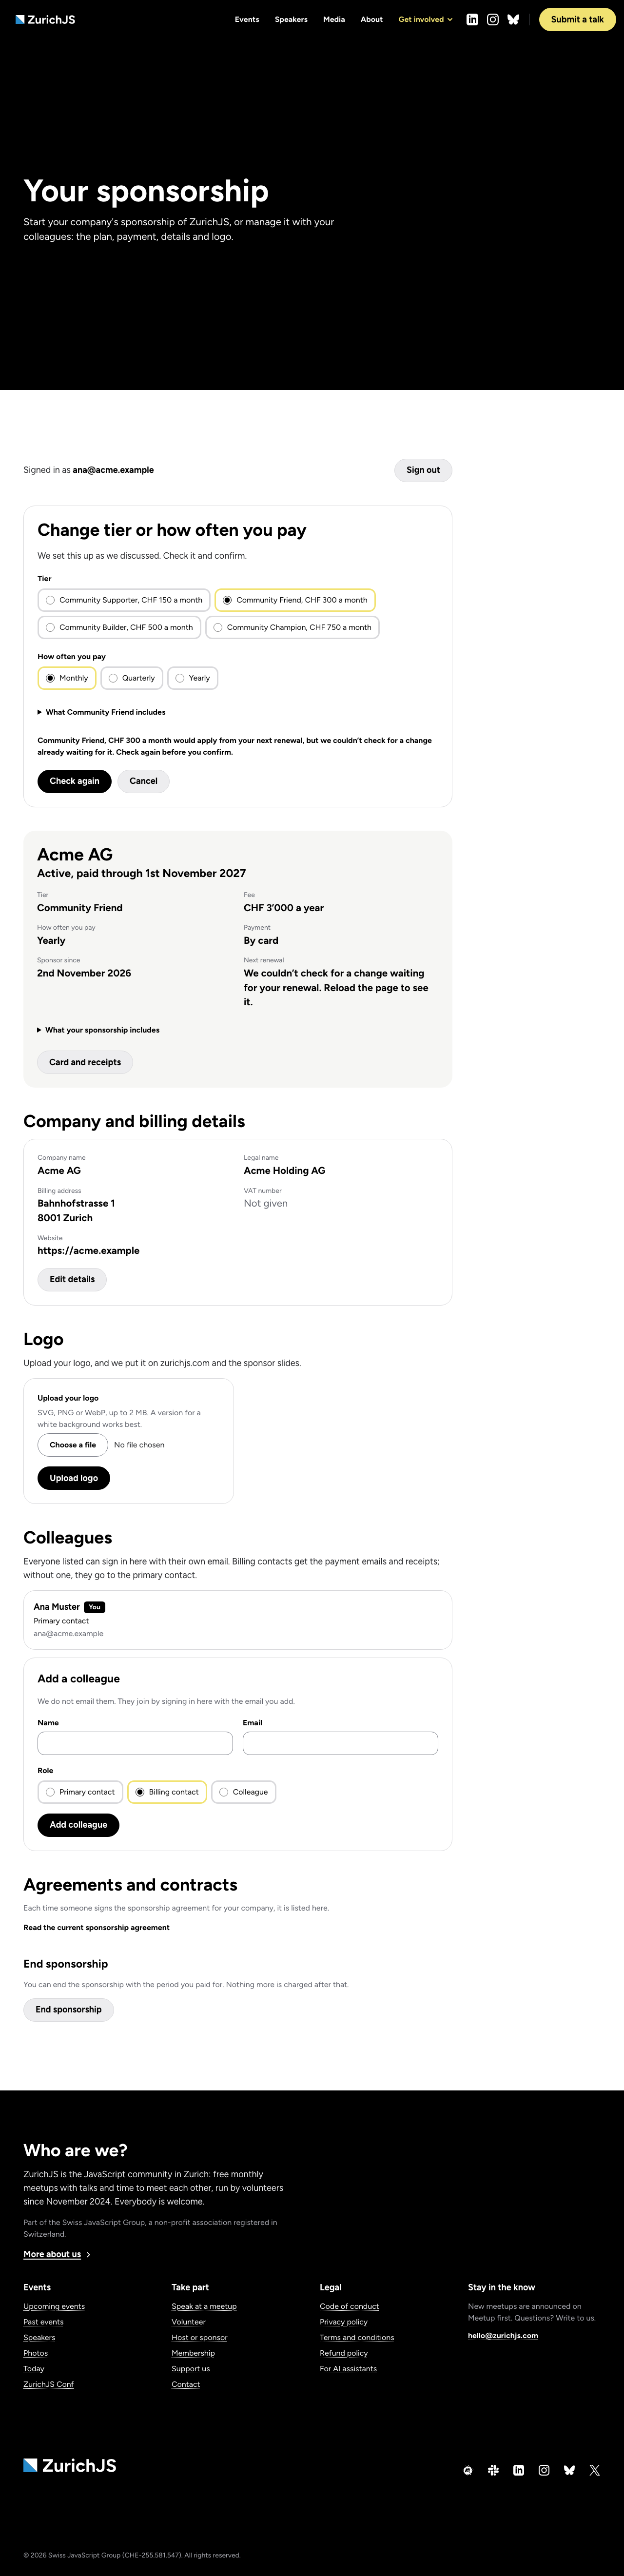 ZurichJS
Events
Speakers
Media
About
Get involved
Submit a talk
Your sponsorship
Start your company's sponsorship of ZurichJS, or manage it with your
colleagues: the plan, payment, details and logo.
Signed in as ana@acme.example
Sign out
Change tier or how often you pay
We set this up as we discussed. Check it and confirm.
Tier
Community Supporter, CHF 150 a month
Community Friend, CHF 300 a month
Community Builder, CHF 500 a month
Community Champion, CHF 750 a month
How often you pay
Monthly
Quarterly
Yearly
What Community Friend includes
Community Friend, CHF 300 a month would apply from your next renewal, but we couldn't check for a change
already waiting for it. Check again before you confirm.
Check again
Cancel
Acme AG
Active, paid through 1st November 2027
Tier
Community Friend
Fee
CHF 3'000 a year
How often you pay
Yearly
Payment
By card
Sponsor since
2nd November 2026
Next renewal
We couldn't check for a change waiting
for your renewal. Reload the page to see
it.
What your sponsorship includes
Card and receipts
Company and billing details
Company name
Acme AG
Legal name
Acme Holding AG
Billing address
Bahnhofstrasse 1
8001 Zurich
VAT number
Not given
Website
https://acme.example
Edit details
Logo
Upload your logo, and we put it on zurichjs.com and the sponsor slides.
Upload your logo
SVG, PNG or WebP, up to 2 MB. A version for a
white background works best.
Choose a file
No file chosen
Upload logo
Colleagues
Everyone listed can sign in here with their own email. Billing contacts get the payment emails and receipts;
without one, they go to the primary contact.
Ana Muster
You
Primary contact
ana@acme.example
Add a colleague
We do not email them. They join by signing in here with the email you add.
Name
Email
Role
Primary contact
Billing contact
Colleague
Add colleague
Agreements and contracts
Each time someone signs the sponsorship agreement for your company, it is listed here.
Read the current sponsorship agreement
End sponsorship
You can end the sponsorship with the period you paid for. Nothing more is charged after that.
End sponsorship
Who are we?
ZurichJS is the JavaScript community in Zurich: free monthly
meetups with talks and time to meet each other, run by volunteers
since November 2024. Everybody is welcome.
Part of the Swiss JavaScript Group, a non-profit association registered in
Switzerland.
More about us
Events
Upcoming events
Past events
Speakers
Photos
Today
ZurichJS Conf
Take part
Speak at a meetup
Volunteer
Host or sponsor
Membership
Support us
Contact
Legal
Code of conduct
Privacy policy
Terms and conditions
Refund policy
For AI assistants
Stay in the know
New meetups are announced on
Meetup first. Questions? Write to us.
hello@zurichjs.com
ZurichJS
© 2026 Swiss JavaScript Group (CHE-255.581.547). All rights reserved.